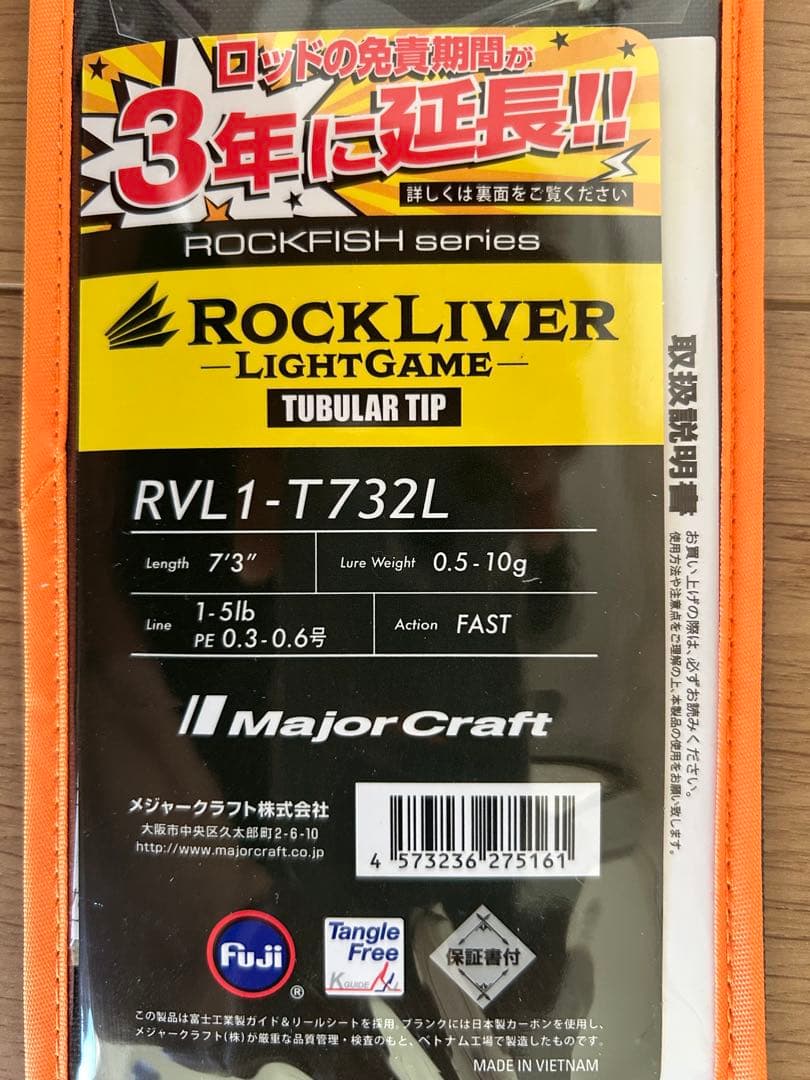 ロッドの免責期間が
3年に延長!!
詳しくは裏面をご覧ください
ROCKFISH series
ROCKLIVER
-LIGHTGAME-
TUBULAR TIP
RVL1-T732L
Length 7'3" Lure Weight 0.5-10g
Line 1-5lb PE 0.3-0.6号 Action FAST
MajorCraft
メジャークラフト株式会社
大阪市中央区久太郎町2-6-10
http://www.majorcraft.co.jp
4 573236 275161
Fuji ®
Tangle Free
K GUIDE
保証書付
この製品は富士工業製ガイド&リールシートを採用。ブランクには日本製カーボンを使用し、
メジャークラフト(株)が厳重な品質管理・検査のもと、ベトナム工場で製造したものです。
MADE IN VIETNAM
取扱説明書
お買い上げの際は、必ずお読みください。
使用方法や注意点をご理解の上、本製品の使用をお願い致します。